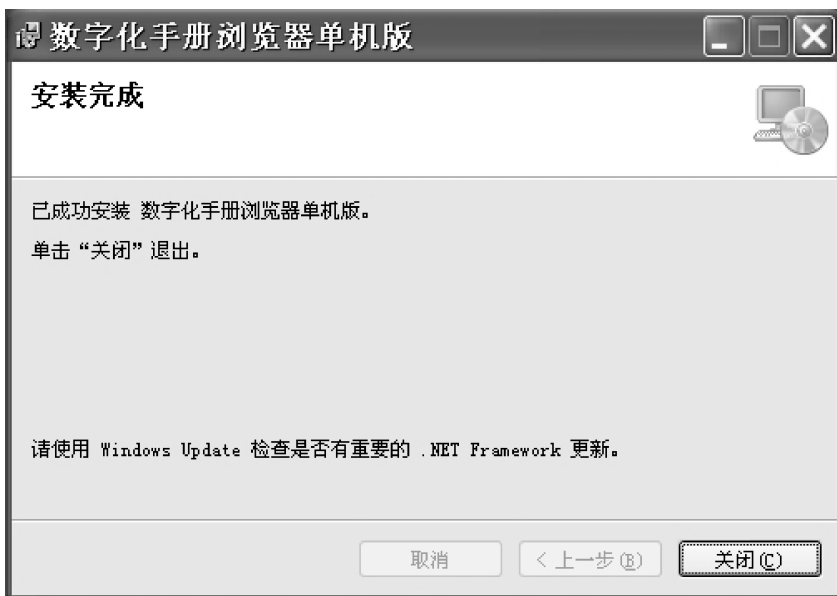 数字化手册浏览器单机版
安装完成
已成功安装 数字化手册浏览器单机版。
单击“关闭”退出。
请使用 Windows Update 检查是否有重要的 .NET Framework 更新。
取消
< 上一步(B)
关闭(C)